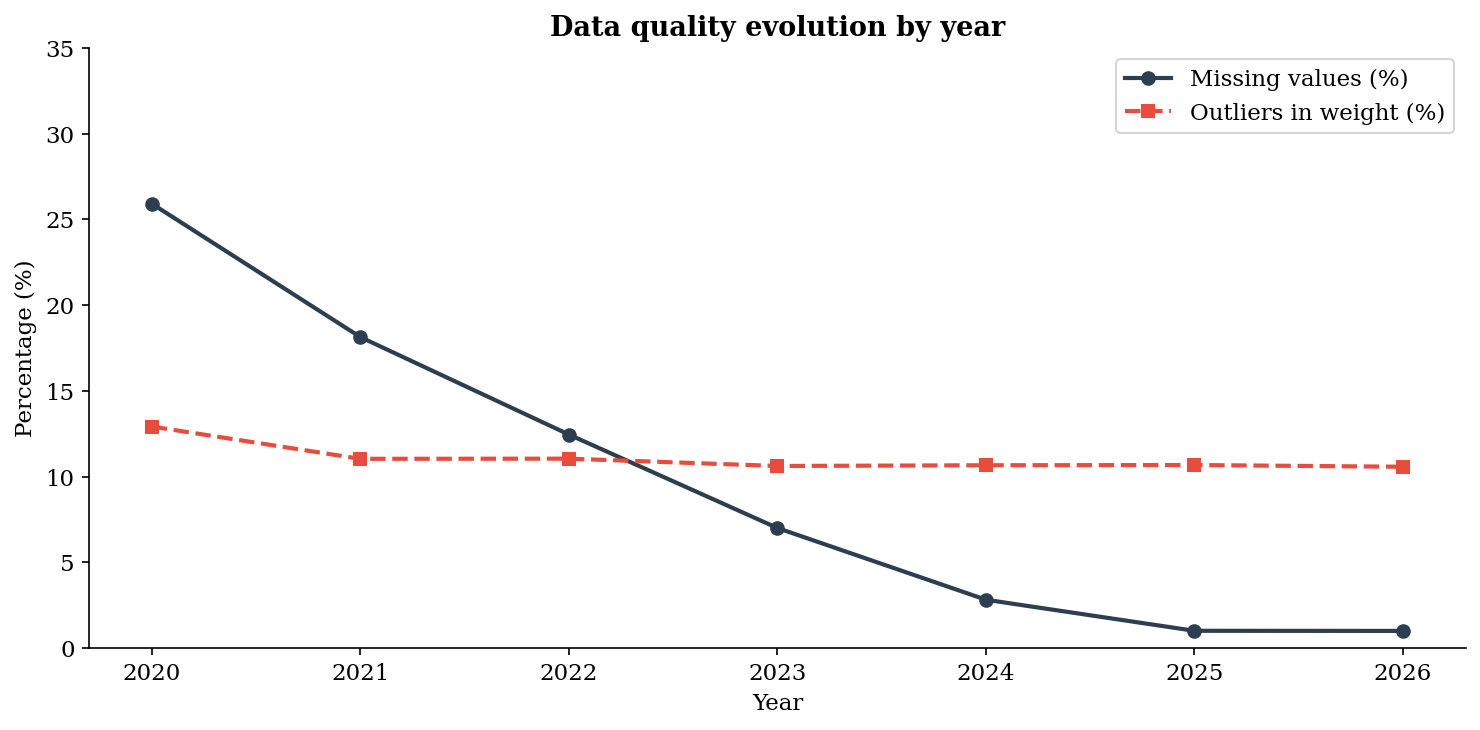 Data quality evolution by year
Missing values (%)
Outliers in weight (%)
Percentage (%)
35
30
25
20
15
10
5
0
2020 2021 2022 2023 2024 2025 2026
Year